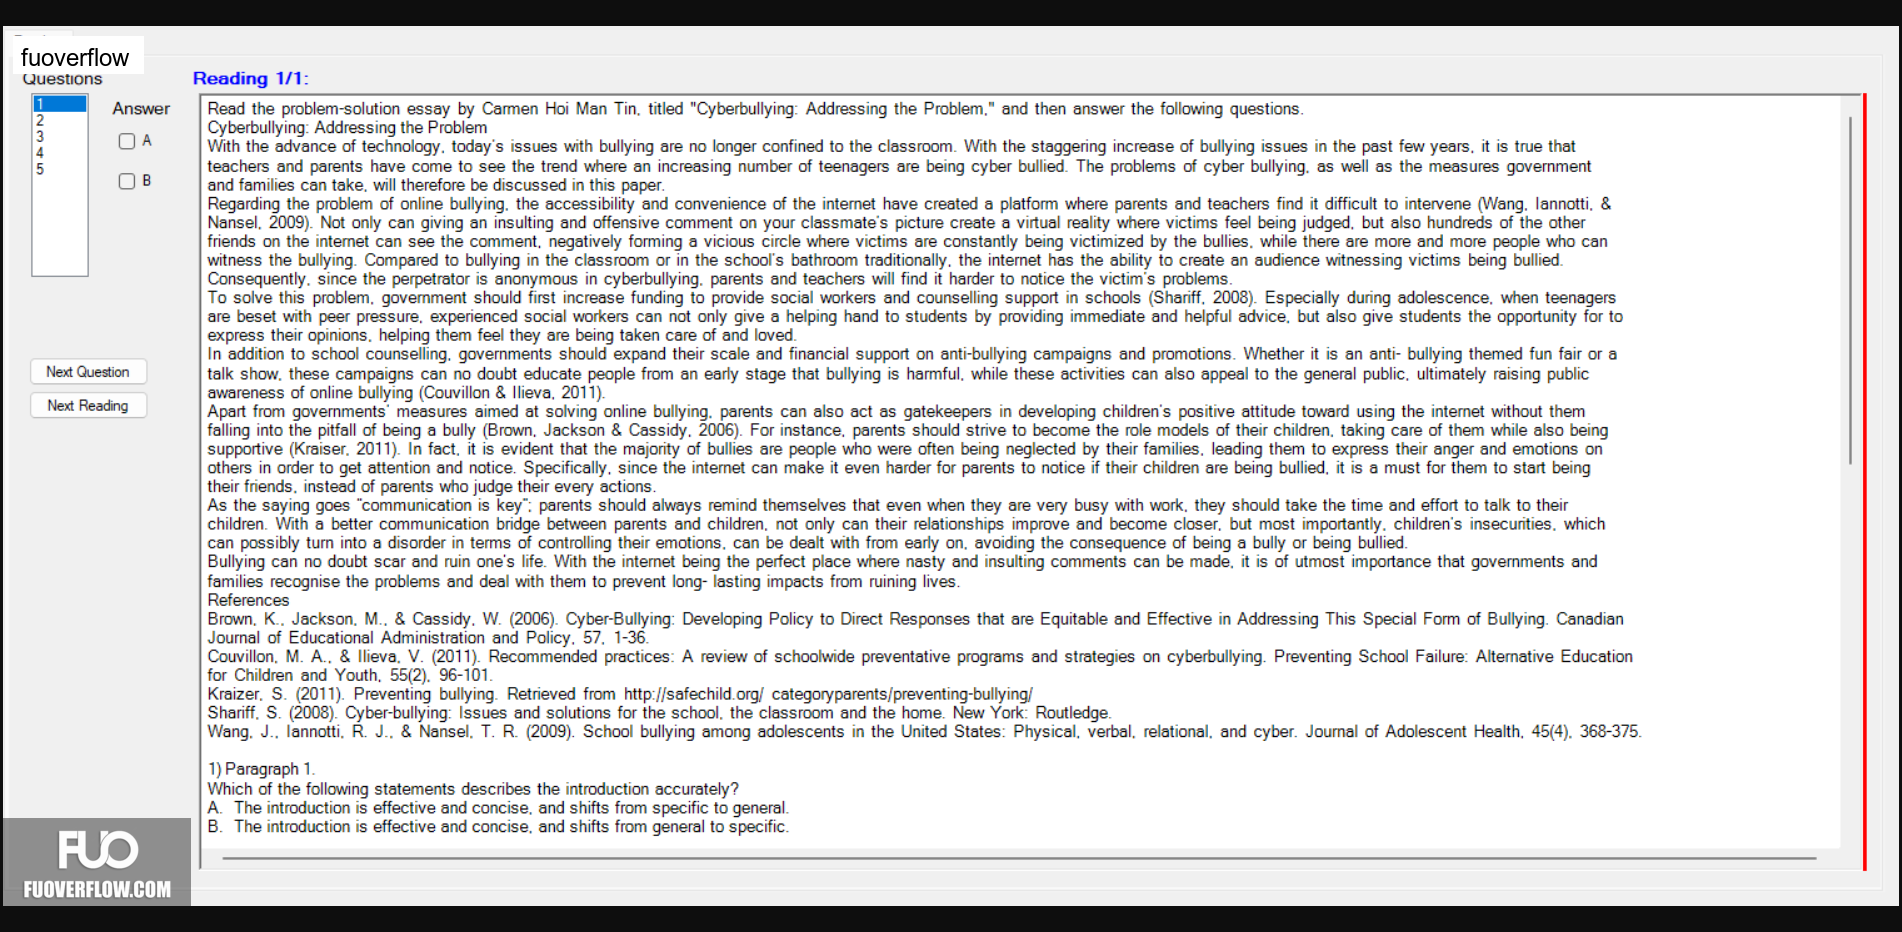 fuoverflow
Questions
Reading 1/1:
1
2
3
4
5
Answer
A
B
Next Question
Next Reading
Read the problem-solution essay by Carmen Hoi Man Tin, titled "Cyberbullying: Addressing the Problem," and then answer the following questions.
Cyberbullying: Addressing the Problem
With the advance of technology, today's issues with bullying are no longer confined to the classroom. With the staggering increase of bullying issues in the past few years, it is true that
teachers and parents have come to see the trend where an increasing number of teenagers are being cyber bullied. The problems of cyber bullying, as well as the measures government
and families can take, will therefore be discussed in this paper.
Regarding the problem of online bullying, the accessibility and convenience of the internet have created a platform where parents and teachers find it difficult to intervene (Wang, Iannotti, &
Nansel, 2009). Not only can giving an insulting and offensive comment on your classmate's picture create a virtual reality where victims feel being judged, but also hundreds of the other
friends on the internet can see the comment, negatively forming a vicious circle where victims are constantly being victimized by the bullies, while there are more and more people who can
witness the bullying. Compared to bullying in the classroom or in the school's bathroom traditionally, the internet has the ability to create an audience witnessing victims being bullied.
Consequently, since the perpetrator is anonymous in cyberbullying, parents and teachers will find it harder to notice the victim's problems.
To solve this problem, government should first increase funding to provide social workers and counselling support in schools (Shariff, 2008). Especially during adolescence, when teenagers
are beset with peer pressure, experienced social workers can not only give a helping hand to students by providing immediate and helpful advice, but also give students the opportunity for to
express their opinions, helping them feel they are being taken care of and loved.
In addition to school counselling, governments should expand their scale and financial support on anti-bullying campaigns and promotions. Whether it is an anti- bullying themed fun fair or a
talk show, these campaigns can no doubt educate people from an early stage that bullying is harmful, while these activities can also appeal to the general public, ultimately raising public
awareness of online bullying (Couvillon & Ilieva, 2011).
Apart from governments' measures aimed at solving online bullying, parents can also act as gatekeepers in developing children's positive attitude toward using the internet without them
falling into the pitfall of being a bully (Brown, Jackson & Cassidy, 2006). For instance, parents should strive to become the role models of their children, taking care of them while also being
supportive (Kraiser, 2011). In fact, it is evident that the majority of bullies are people who were often being neglected by their families, leading them to express their anger and emotions on
others in order to get attention and notice. Specifically, since the internet can make it even harder for parents to notice if their children are being bullied, it is a must for them to start being
their friends, instead of parents who judge their every actions.
As the saying goes "communication is key"; parents should always remind themselves that even when they are very busy with work, they should take the time and effort to talk to their
children. With a better communication bridge between parents and children, not only can their relationships improve and become closer, but most importantly, children's insecurities, which
can possibly turn into a disorder in terms of controlling their emotions, can be dealt with from early on, avoiding the consequence of being a bully or being bullied.
Bullying can no doubt scar and ruin one's life. With the internet being the perfect place where nasty and insulting comments can be made, it is of utmost importance that governments and
families recognise the problems and deal with them to prevent long- lasting impacts from ruining lives.
References
Brown, K., Jackson, M., & Cassidy, W. (2006). Cyber-Bullying: Developing Policy to Direct Responses that are Equitable and Effective in Addressing This Special Form of Bullying. Canadian
Journal of Educational Administration and Policy, 57, 1-36.
Couvillon, M. A., & Ilieva, V. (2011). Recommended practices: A review of schoolwide preventative programs and strategies on cyberbullying. Preventing School Failure: Alternative Education
for Children and Youth, 55(2), 96-101.
Kraizer, S. (2011). Preventing bullying. Retrieved from http://safechild.org/ categoryparents/preventing-bullying/
Shariff, S. (2008). Cyber-bullying: Issues and solutions for the school, the classroom and the home. New York: Routledge.
Wang, J., Iannotti, R. J., & Nansel, T. R. (2009). School bullying among adolescents in the United States: Physical, verbal, relational, and cyber. Journal of Adolescent Health, 45(4), 368-375.
1) Paragraph 1.
Which of the following statements describes the introduction accurately?
A. The introduction is effective and concise, and shifts from specific to general.
B. The introduction is effective and concise, and shifts from general to specific.
FUO
FUOVERFLOW.COM